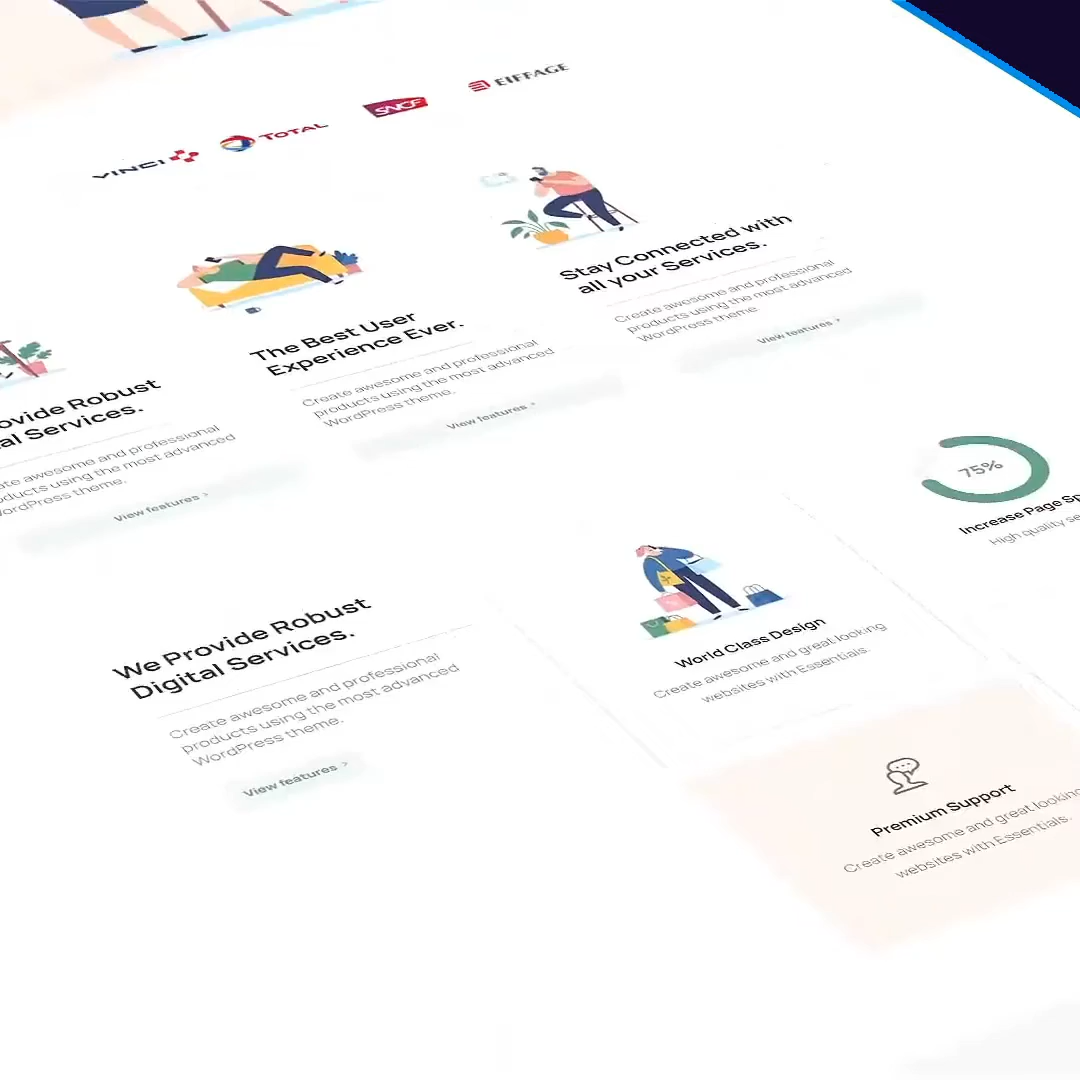 VINCI
TOTAL
SNCF
EIFFAGE
ovide Robust
al Services.
ate awesome and professional
oducts using the most advanced
WordPress theme.
View features ›
The Best User
Experience Ever.
Create awesome and professional
products using the most advanced
WordPress theme.
View features ›
Stay Connected with
all your Services.
Create awesome and professional
products using the most advanced
WordPress theme.
View features ›
We Provide Robust
Digital Services.
Create awesome and professional
products using the most advanced
WordPress theme.
View features ›
World Class Design
Create awesome and great looking
websites with Essentials.
75%
Increase Page Sp
High quality se
Premium Support
Create awesome and great looking
websites with Essentials.